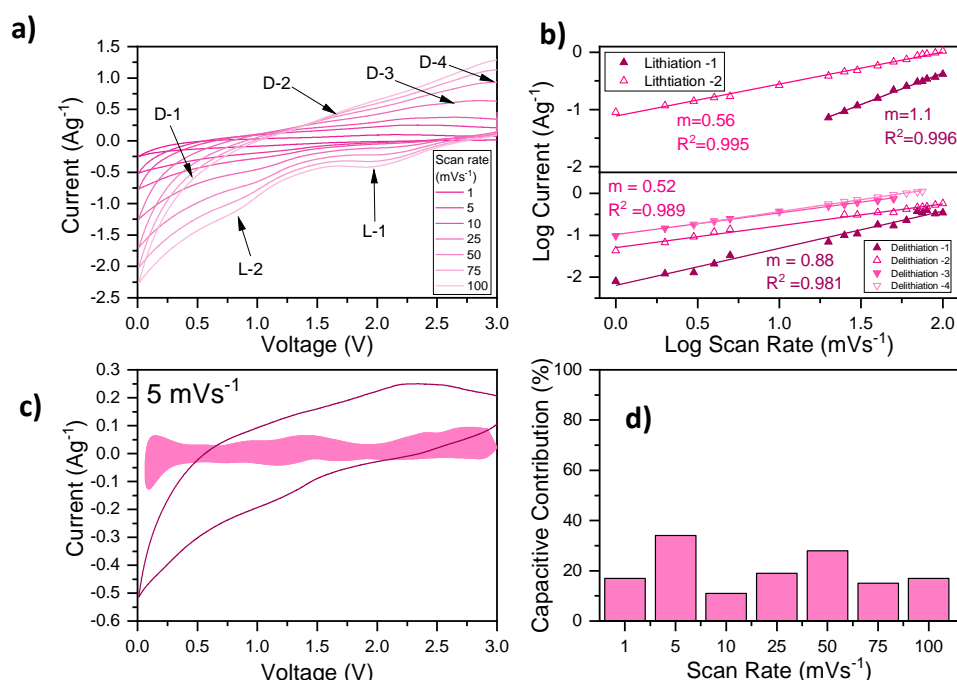 a)
Current (Ag-1)
1.5
1.0
0.5
0.0
-0.5
-1.0
-1.5
-2.0
-2.5
D-1
D-2
D-3
D-4
L-1
L-2
Scan rate
(mVs-1)
1
5
10
25
50
75
100
0.0 0.5 1.0 1.5 2.0 2.5 3.0
Voltage (V)
b)
Log Current (Ag-1)
0
-1
-2
Lithiation -1
Lithiation -2
m=0.56
R2=0.995
m=1.1
R2=0.996
0
-1
-2
m = 0.52
R2=0.989
m = 0.88
R2 =0.981
Delithiation -1
Delithiation -2
Delithiation -3
Delithiation -4
0.0 0.5 1.0 1.5 2.0
Log Scan Rate (mVs-1)
c)
5 mVs-1
Current (Ag-1)
0.3
0.2
0.1
0.0
-0.1
-0.2
-0.3
-0.4
-0.5
-0.6
0.0 0.5 1.0 1.5 2.0 2.5 3.0
Voltage (V)
d)
Capacitive Contribution (%)
100
80
60
40
20
0
1 5 10 25 50 75 100
Scan Rate (mVs-1)